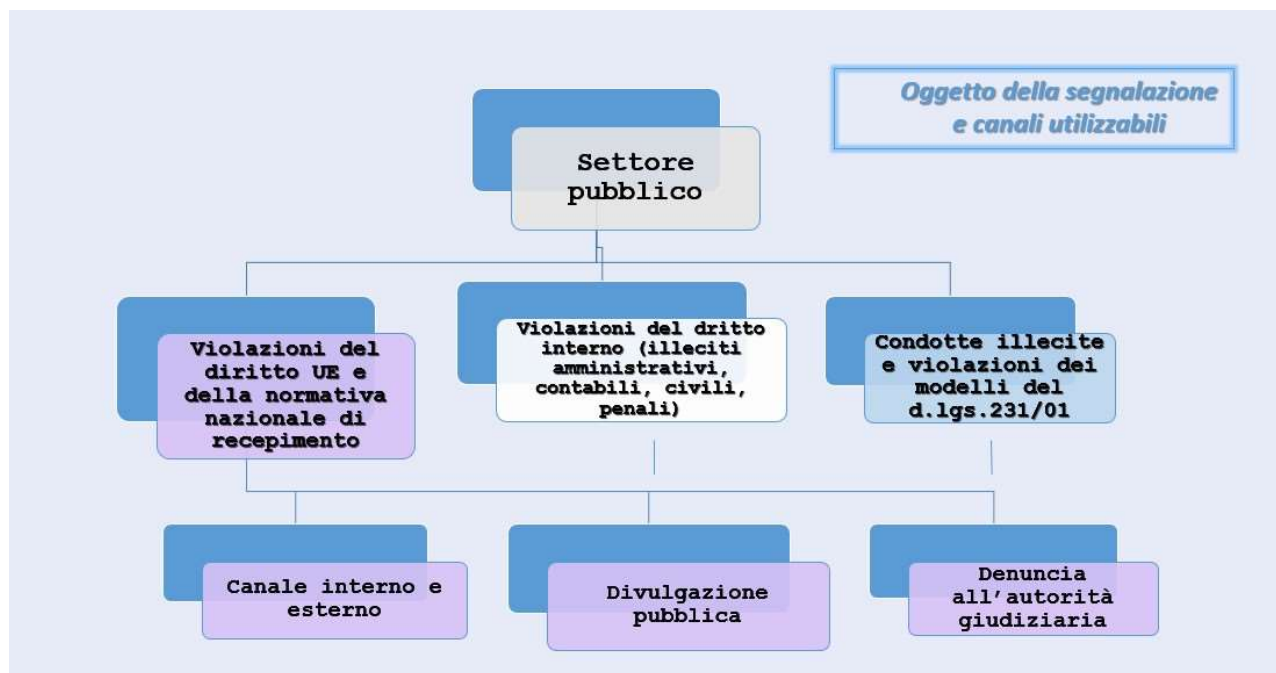 Oggetto della segnalazione
e canali utilizzabili
Settore
pubblico
Violazioni del
diritto UE e
della normativa
nazionale di
recepimento
Violazioni del dritto
interno (illeciti
amministrativi,
contabili, civili,
penali)
Condotte illecite
e violazioni dei
modelli del
d.lgs.231/01
Canale interno e
esterno
Divulgazione
pubblica
Denuncia
all'autorità
giudiziaria